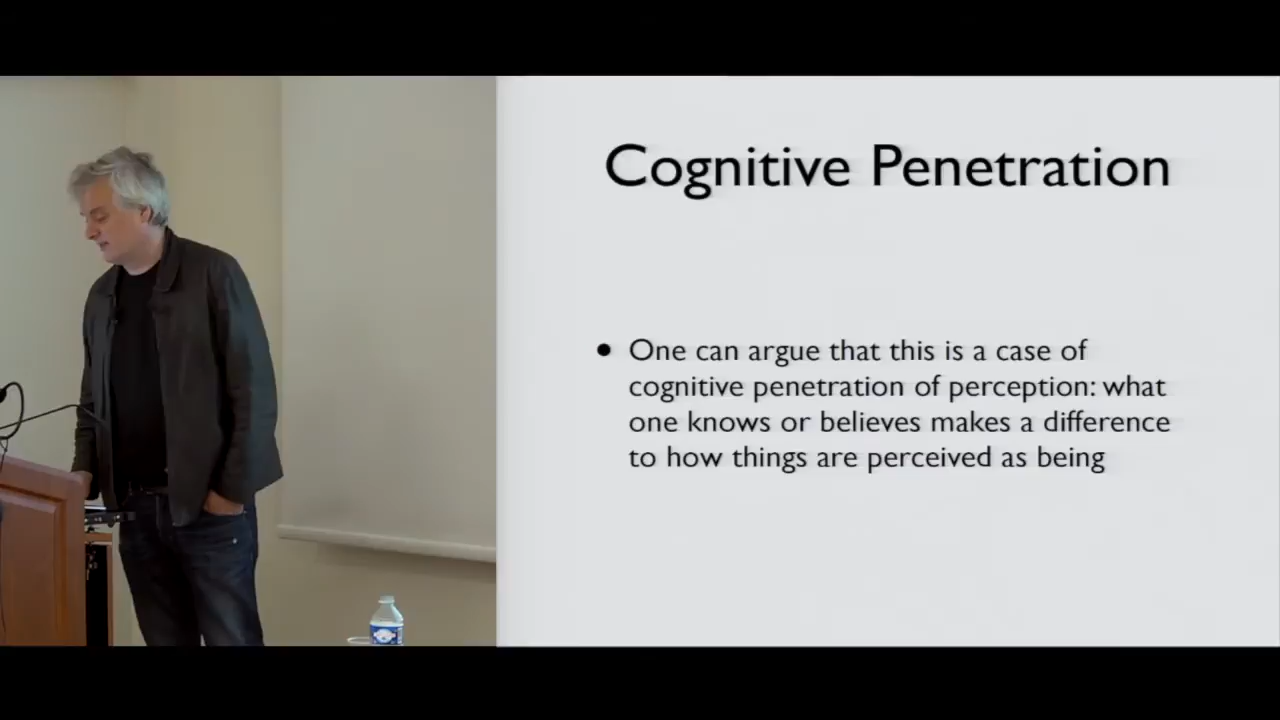 Cognitive Penetration
• One can argue that this is a case of
cognitive penetration of perception: what
one knows or believes makes a difference
to how things are perceived as being